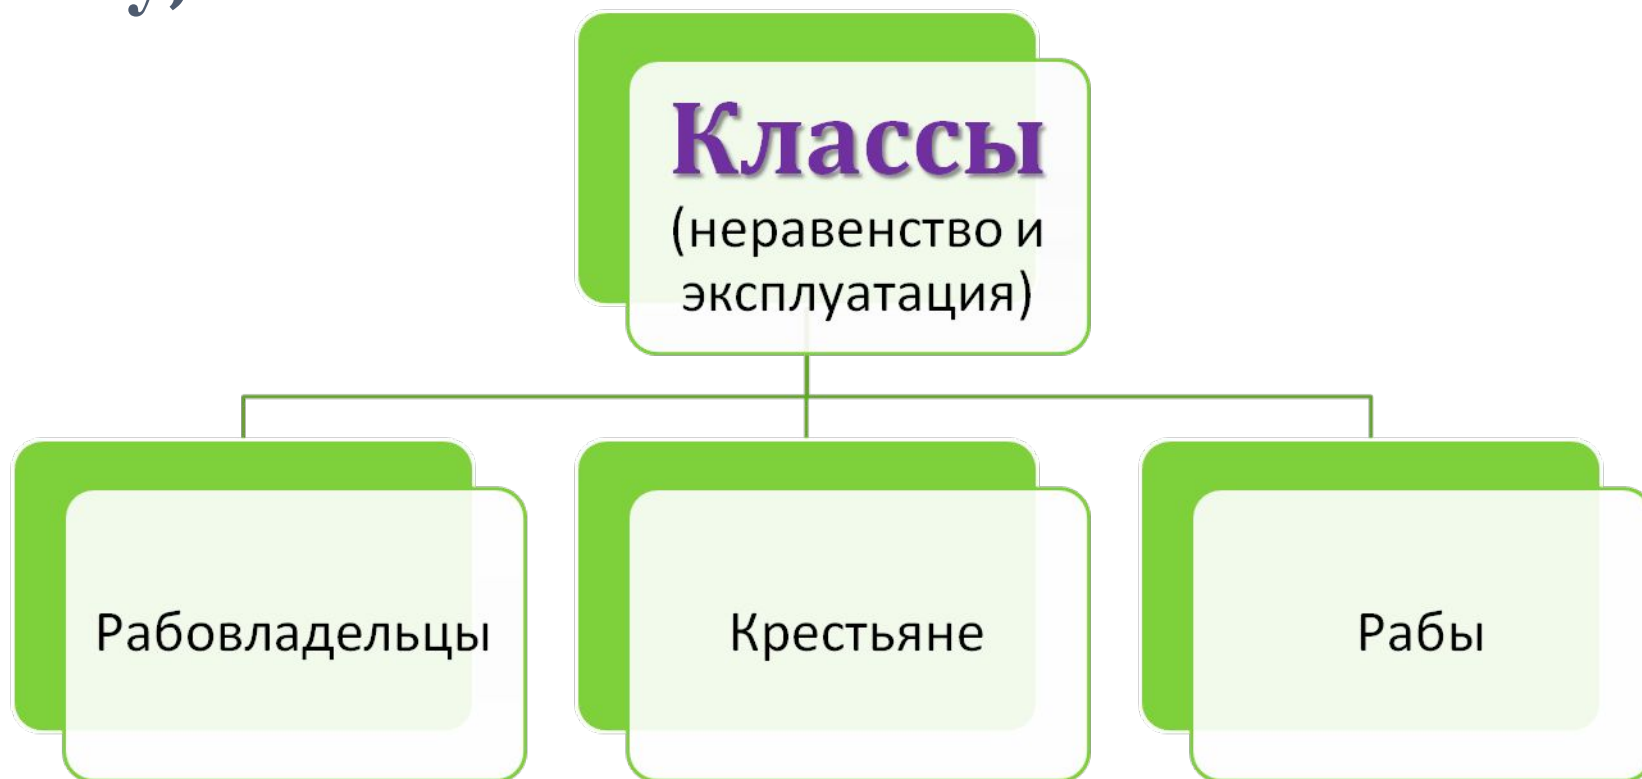 Классы
(неравенство и
эксплуатация)
Рабовладельцы
Крестьяне
Рабы